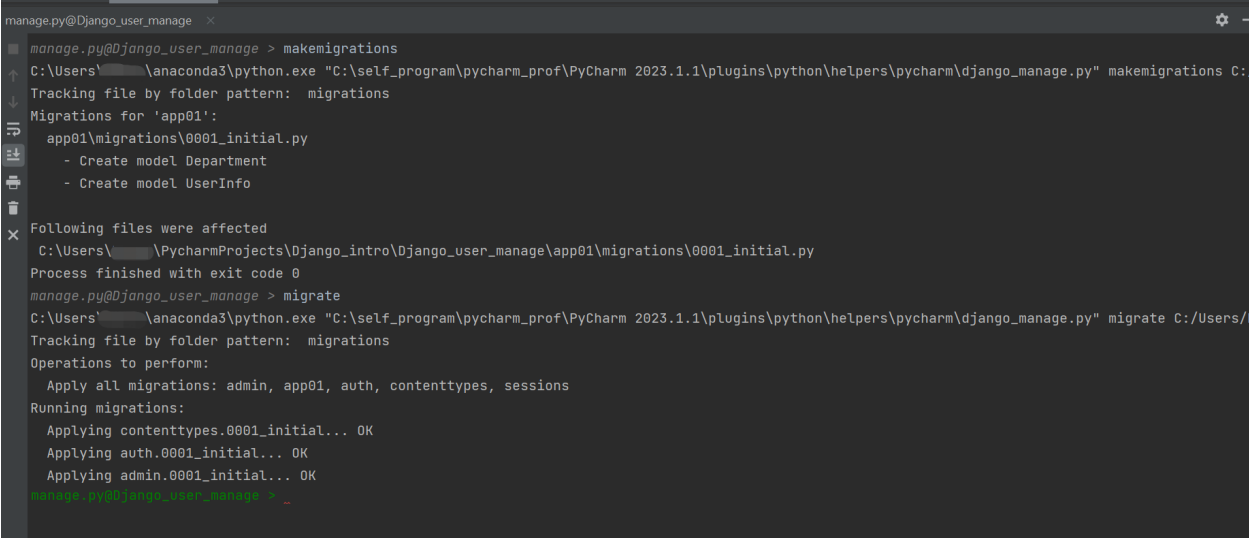 manage.py@Django_user_manage
manage.py@Django_user_manage > makemigrations
C:\Users\ \anaconda3\python.exe "C:\self_program\pycharm_prof\PyCharm 2023.1.1\plugins\python\helpers\pycharm\django_manage.py" makemigrations C:/
Tracking file by folder pattern:  migrations
Migrations for 'app01':
  app01\migrations\0001_initial.py
    - Create model Department
    - Create model UserInfo
Following files were affected
 C:\Users\ \PycharmProjects\Django_intro\Django_user_manage\app01\migrations\0001_initial.py
Process finished with exit code 0
manage.py@Django_user_manage > migrate
C:\Users\ \anaconda3\python.exe "C:\self_program\pycharm_prof\PyCharm 2023.1.1\plugins\python\helpers\pycharm\django_manage.py" migrate C:/Users/
Tracking file by folder pattern:  migrations
Operations to perform:
  Apply all migrations: admin, app01, auth, contenttypes, sessions
Running migrations:
  Applying contenttypes.0001_initial... OK
  Applying auth.0001_initial... OK
  Applying admin.0001_initial... OK
manage.py@Django_user_manage > _